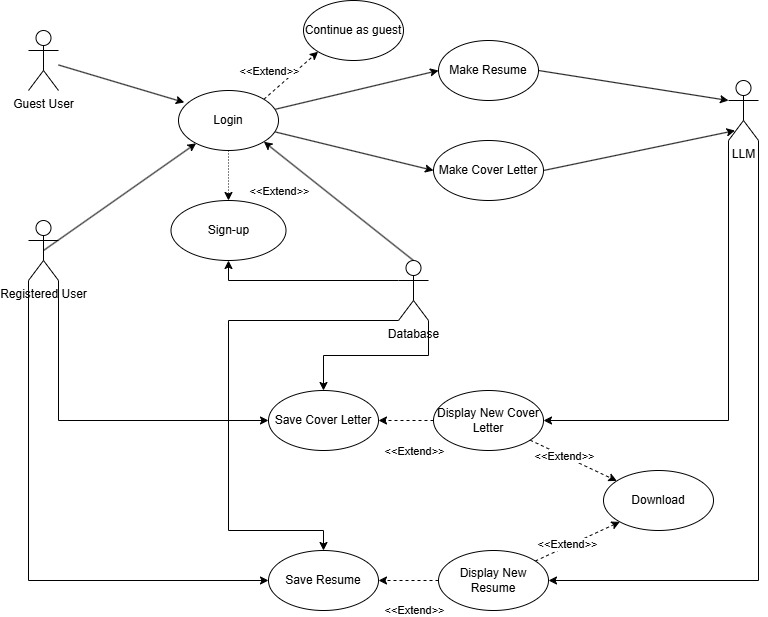 Continue as guest
<<Extend>>
Make Resume
Guest User
Login
LLM
Make Cover Letter
<<Extend>>
Sign-up
Registered User
Database
Save Cover Letter
Display New Cover
Letter
<<Extend>>
<<Extend>>
Download
<<Extend>>
Save Resume
Display New
Resume
<<Extend>>